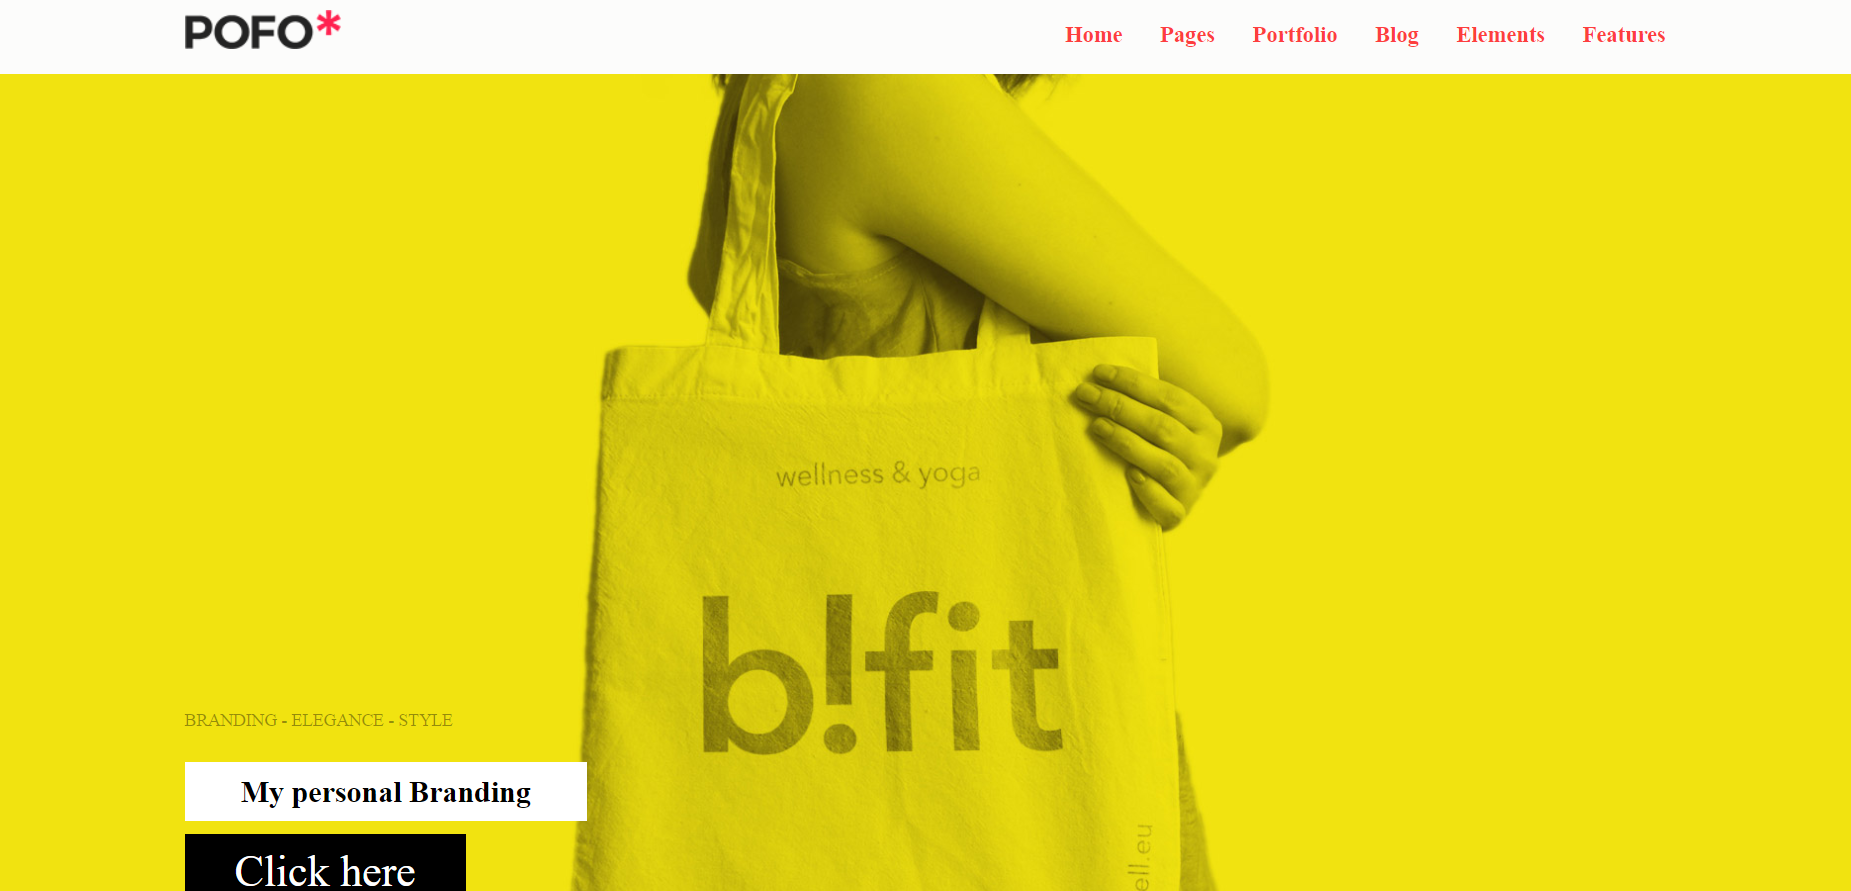 POFO*
Home Pages Portfolio Blog Elements Features
wellness & yoga
b!fit
BRANDING - ELEGANCE - STYLE
My personal Branding
Click here
ell.eu